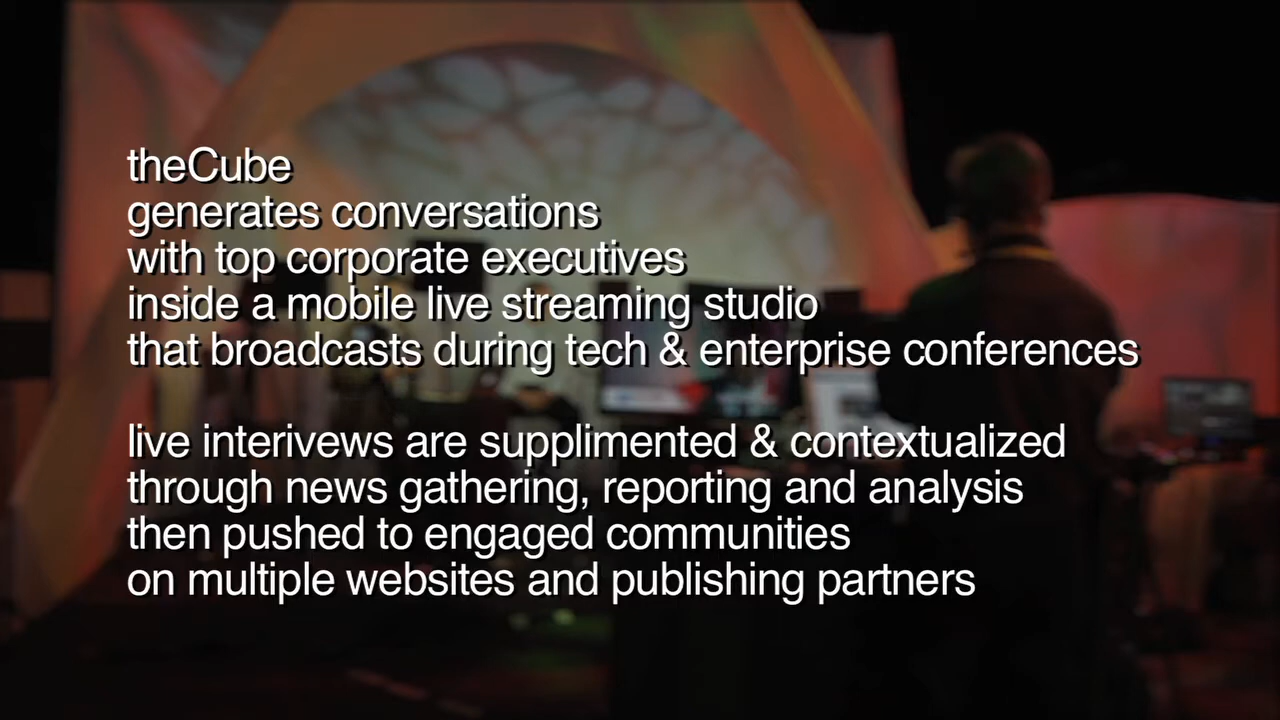 theCube
generates conversations
with top corporate executives
inside a mobile live streaming studio
that broadcasts during tech & enterprise conferences
live interivews are supplimented & contextualized
through news gathering, reporting and analysis
then pushed to engaged communities
on multiple websites and publishing partners